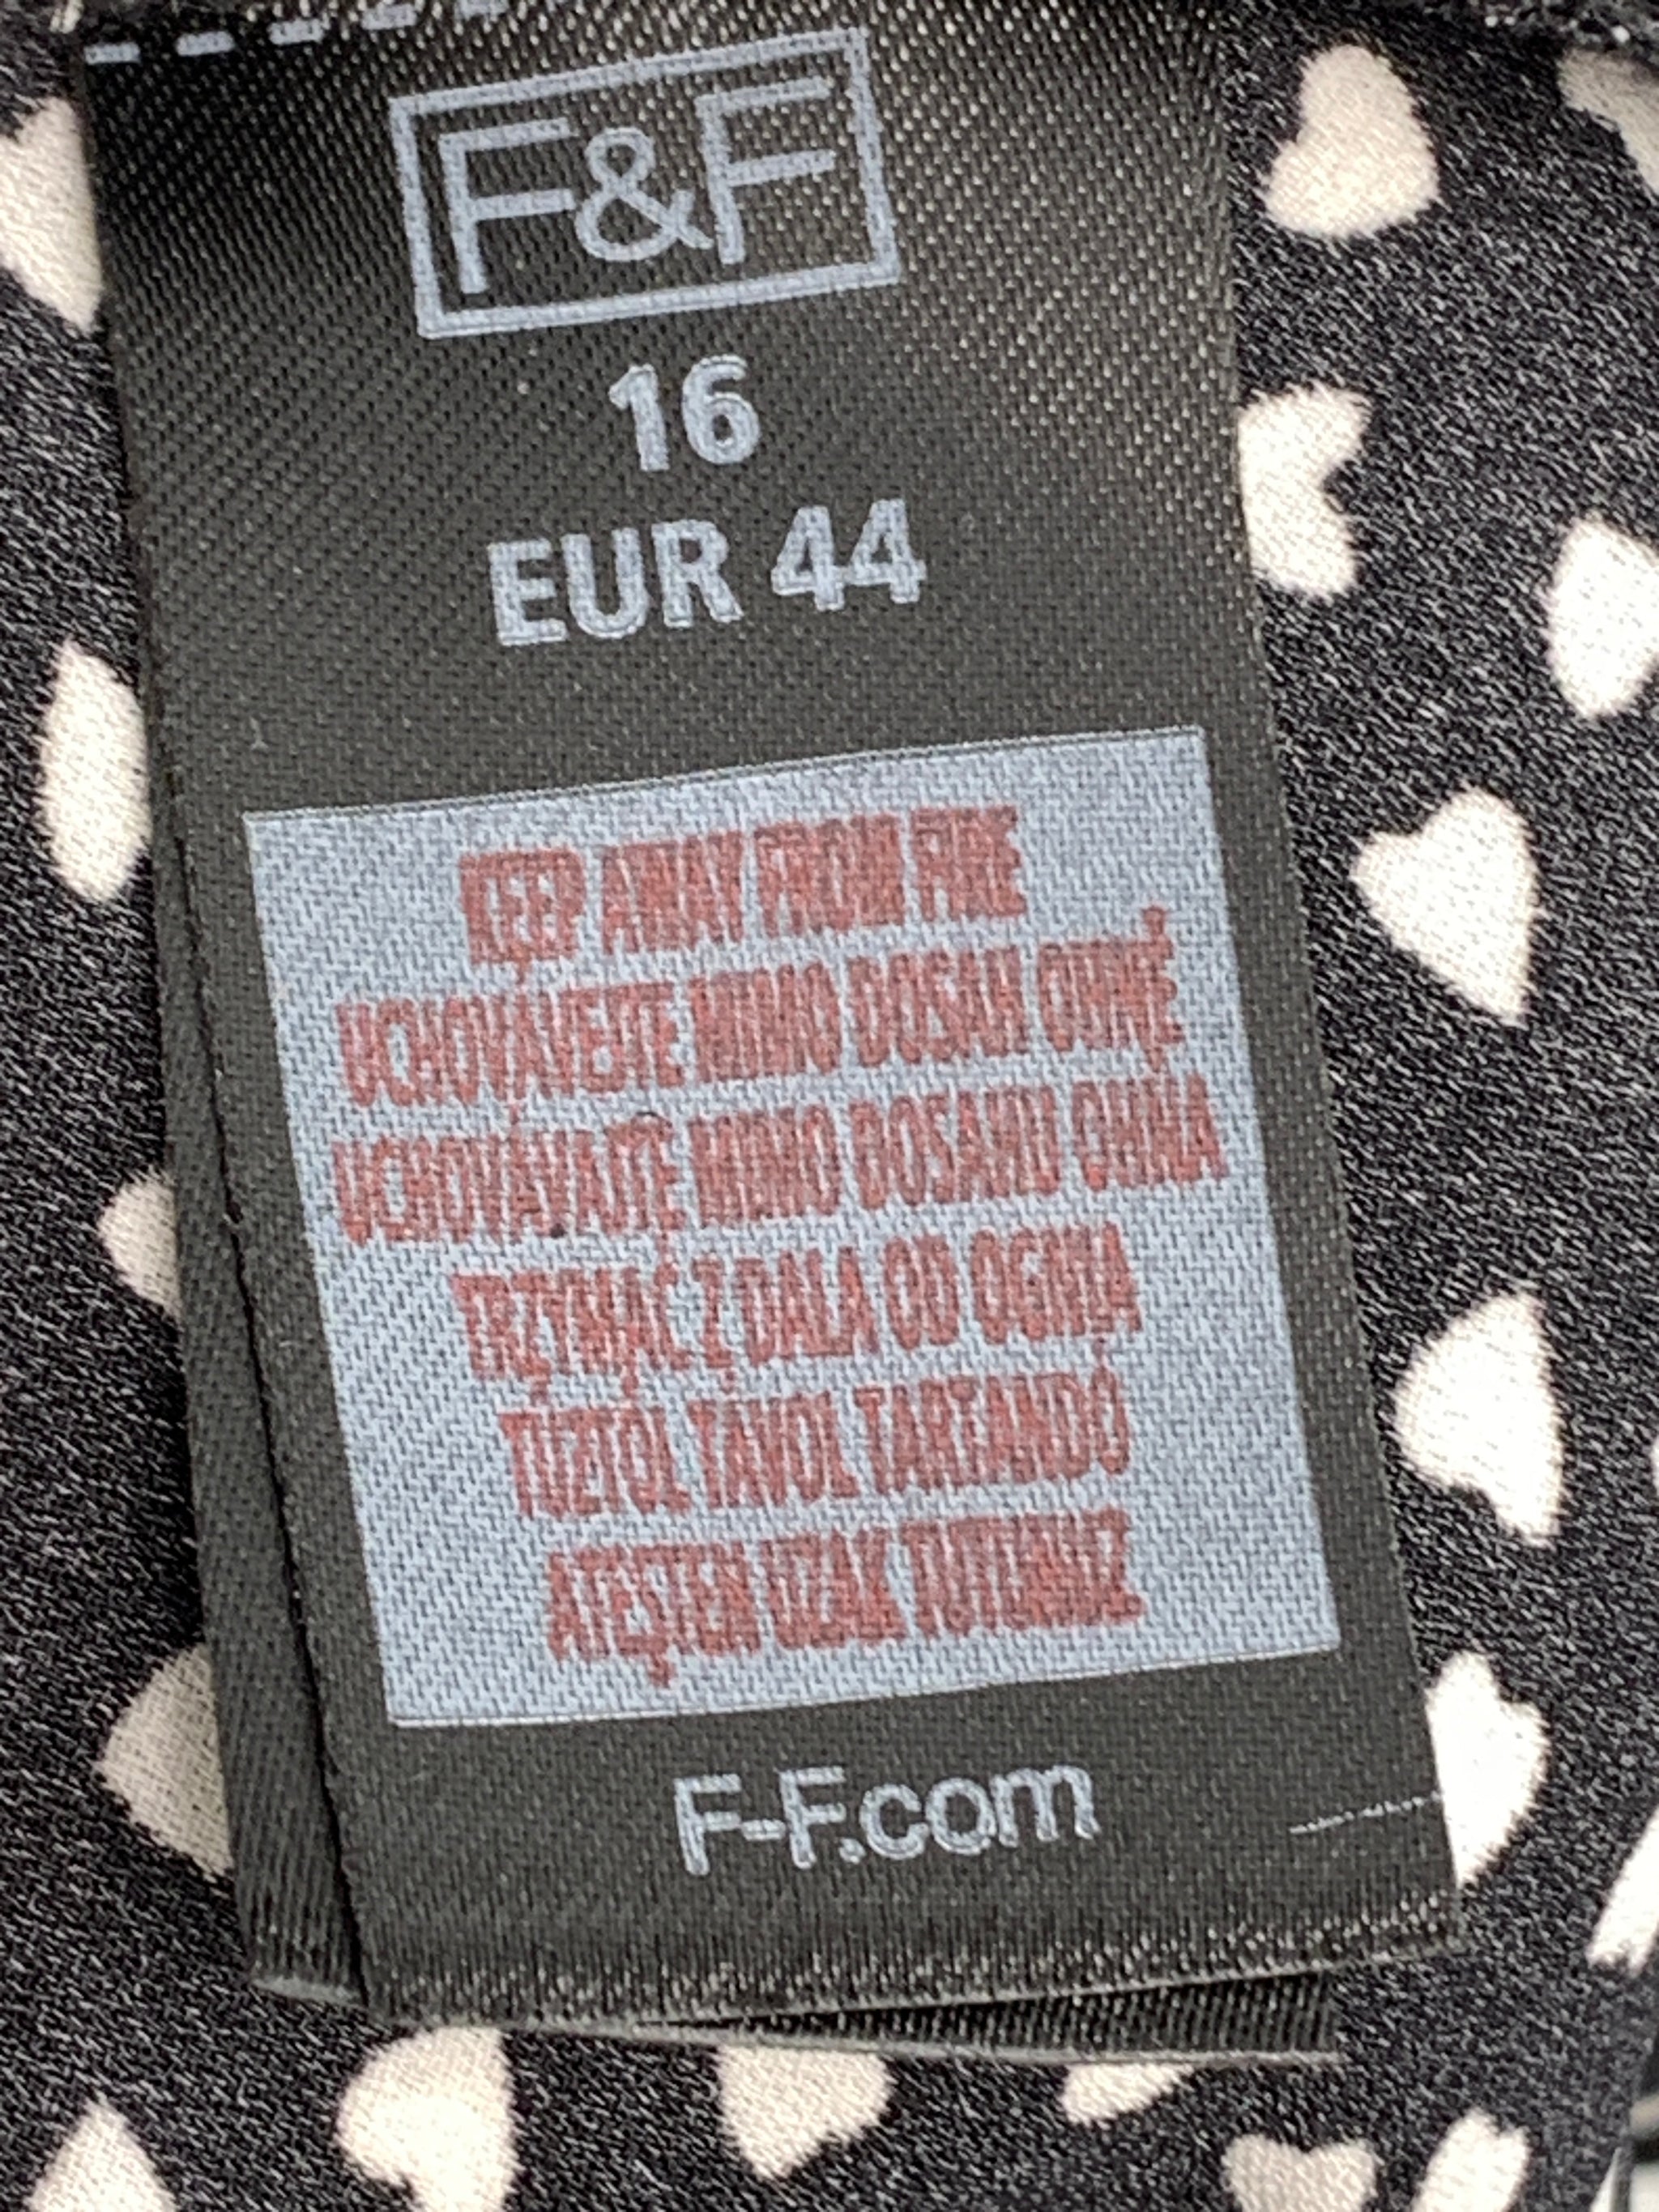 F&F
16
EUR 44
KEEP AWAY FROM FIRE
UCHOVÁVEJTE MIMO DOSAH OHNĚ
UCHOVÁVAJTE MIMO DOSAHU OHŇA
TRZYMAĆ Z DALA OD OGNIA
TŰZTŐL TÁVOL TARTANDÓ
ATEŞTEN UZAK TUTUNUZ
F-F.com